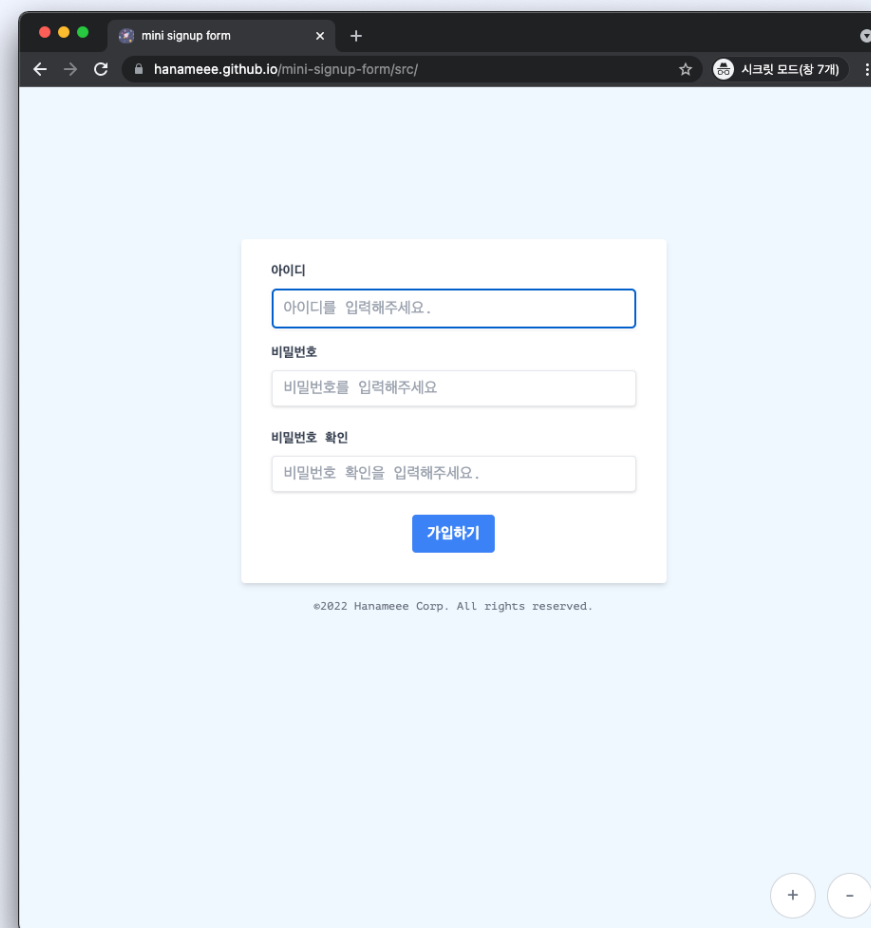 mini signup form
hanameee.github.io/mini-signup-form/src/
시크릿 모드(창 7개)
아이디
아이디를 입력해주세요.
비밀번호
비밀번호를 입력해주세요
비밀번호 확인
비밀번호 확인을 입력해주세요.
가입하기
©2022 Hanameee Corp. All rights reserved.
+
-